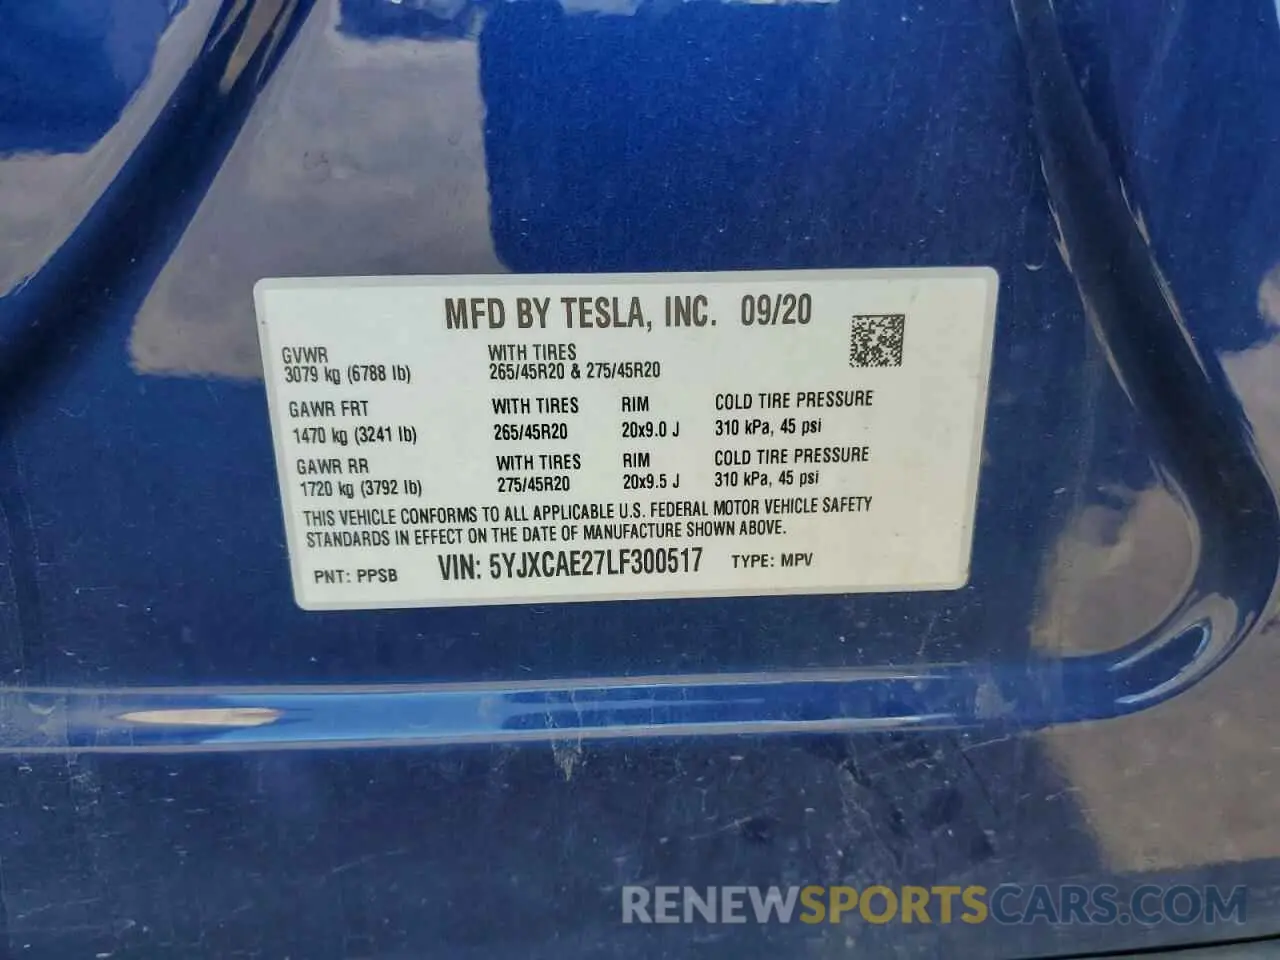 MFD BY TESLA, INC. 09/20
GVWR WITH TIRES
3079 kg (6788 lb) 265/45R20 & 275/45R20
GAWR FRT WITH TIRES RIM COLD TIRE PRESSURE
1470 kg (3241 lb) 265/45R20 20x9.0 J 310 kPa, 45 psi
GAWR RR WITH TIRES RIM COLD TIRE PRESSURE
1720 kg (3792 lb) 275/45R20 20x9.5 J 310 kPa, 45 psi
THIS VEHICLE CONFORMS TO ALL APPLICABLE U.S. FEDERAL MOTOR VEHICLE SAFETY
STANDARDS IN EFFECT ON THE DATE OF MANUFACTURE SHOWN ABOVE.
PNT: PPSB VIN: 5YJXCAE27LF300517 TYPE: MPV
RENEWSPORTSCARS.COM